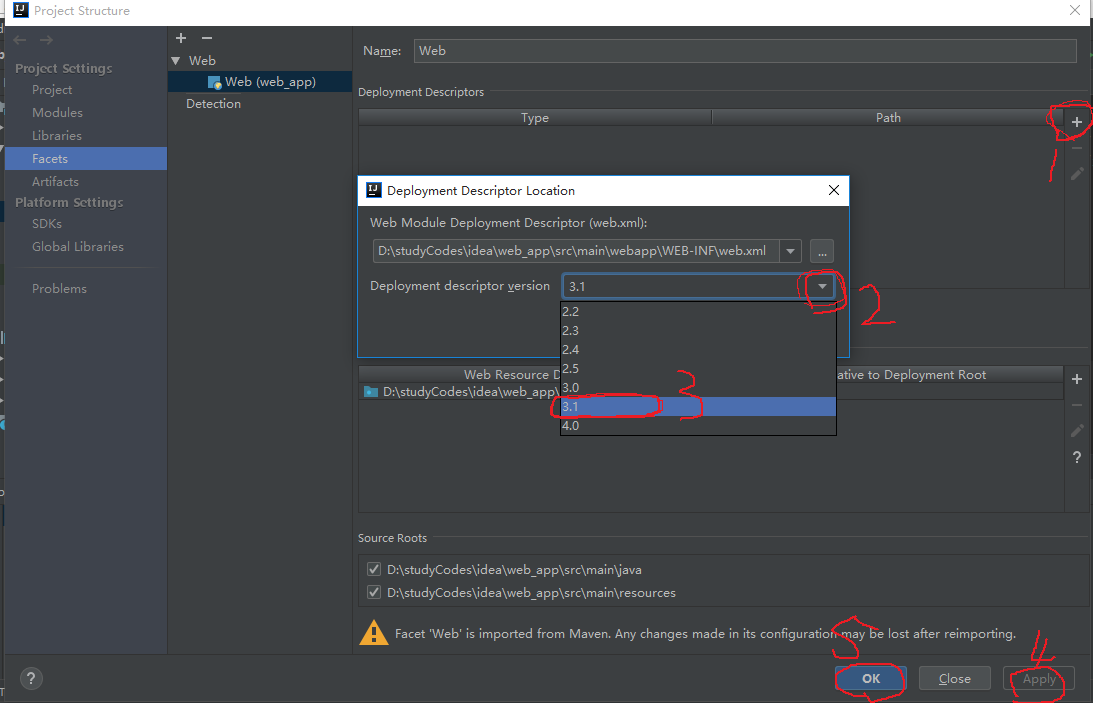 Project Structure
Project Settings
Project
Modules
Libraries
Facets
Artifacts
Platform Settings
SDKs
Global Libraries
Problems
Web
Web (web_app)
Detection
Name: Web
Deployment Descriptors
Type Path
1
Deployment Descriptor Location
Web Module Deployment Descriptor (web.xml):
D:\studyCodes\idea\web_app\src\main\webapp\WEB-INF\web.xml ...
Deployment descriptor version 3.1
2
2.2
2.3
2.4
2.5
3.0
3.1
4.0
3
Web Resource D ative to Deployment Root
D:\studyCodes\idea\web_app\
Source Roots
D:\studyCodes\idea\web_app\src\main\java
D:\studyCodes\idea\web_app\src\main\resources
Facet 'Web' is imported from Maven. Any changes made in its configuration may be lost after reimporting.
5 4
OK Close Apply